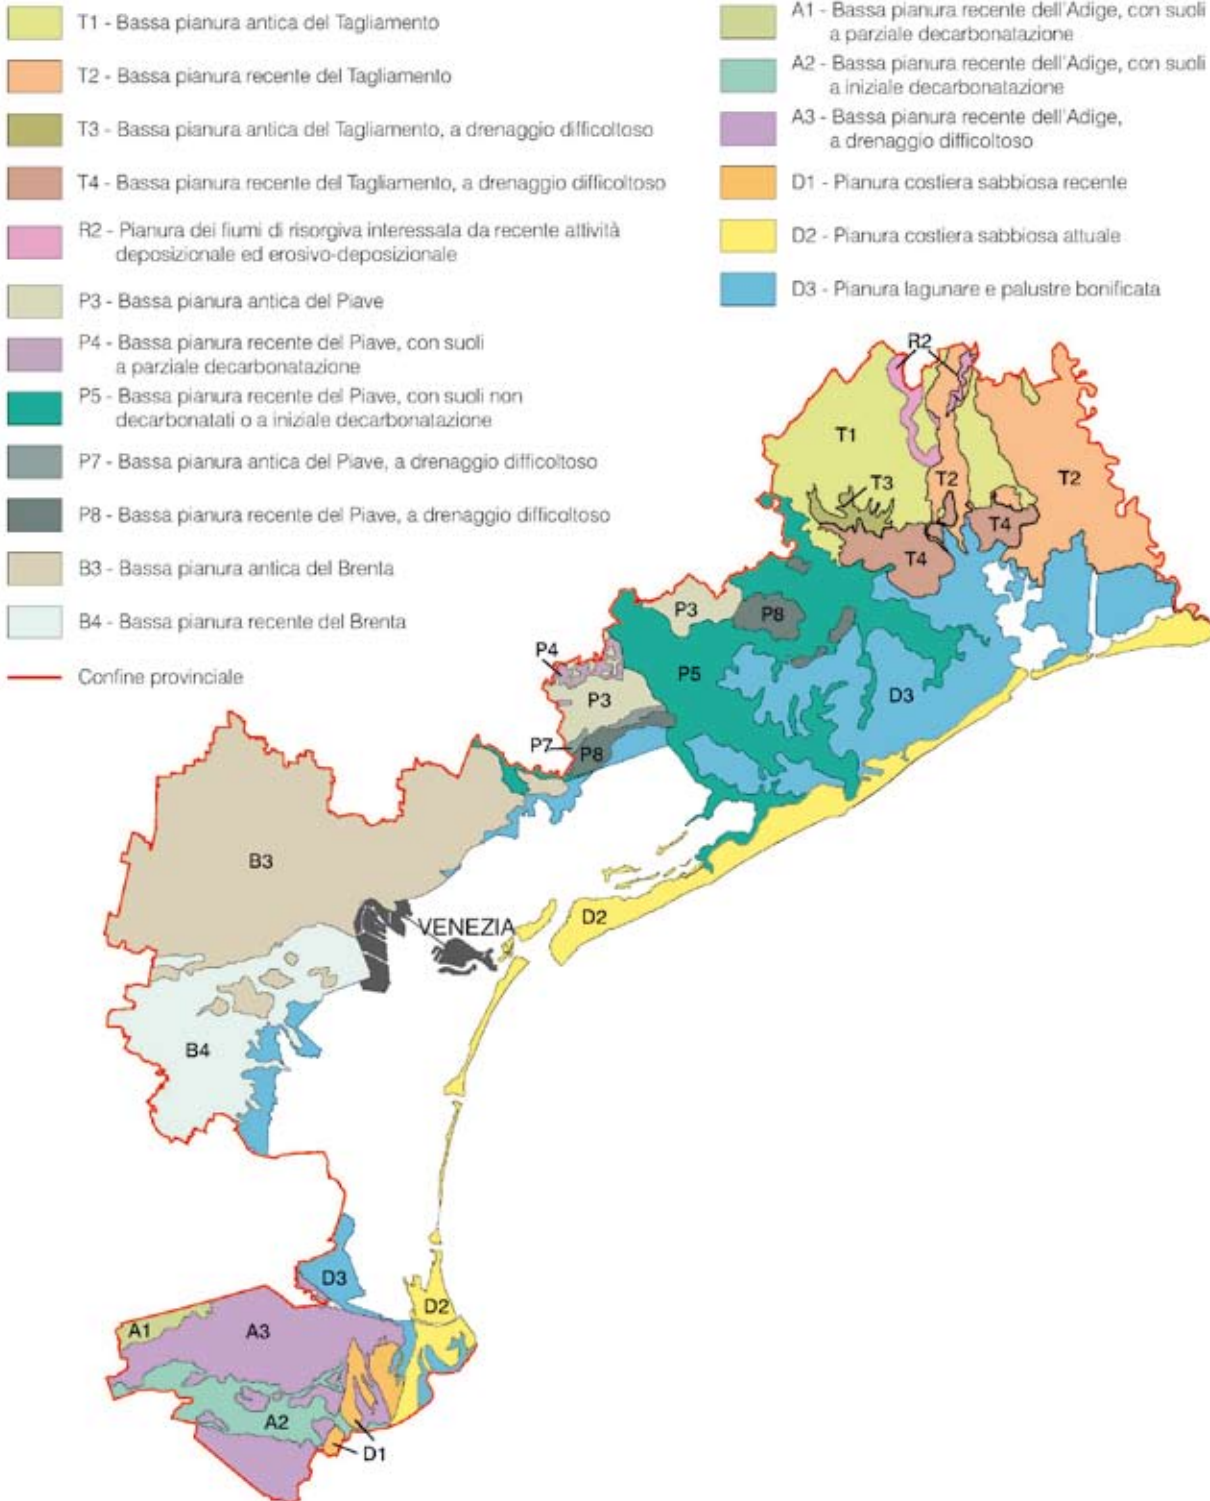 T1 - Bassa pianura antica del Tagliamento
T2 - Bassa pianura recente del Tagliamento
T3 - Bassa pianura antica del Tagliamento, a drenaggio difficoltoso
T4 - Bassa pianura recente del Tagliamento, a drenaggio difficoltoso
R2 - Pianura dei fiumi di risorgiva interessata da recente attività
deposizionale ed erosivo-deposizionale
P3 - Bassa pianura antica del Piave
P4 - Bassa pianura recente del Piave, con suoli
a parziale decarbonatazione
P5 - Bassa pianura recente del Piave, con suoli non
decarbonatati o a iniziale decarbonatazione
P7 - Bassa pianura antica del Piave, a drenaggio difficoltoso
P8 - Bassa pianura recente del Piave, a drenaggio difficoltoso
B3 - Bassa pianura antica del Brenta
B4 - Bassa pianura recente del Brenta
Confine provinciale
A1 - Bassa pianura recente dell'Adige, con suoli
a parziale decarbonatazione
A2 - Bassa pianura recente dell'Adige, con suoli
a iniziale decarbonatazione
A3 - Bassa pianura recente dell'Adige,
a drenaggio difficoltoso
D1 - Pianura costiera sabbiosa recente
D2 - Pianura costiera sabbiosa attuale
D3 - Pianura lagunare e palustre bonificata
R2
T1
T3
T2
T2
T4
T4
P3
P8
P4
P5
P3
D3
P7
P8
B3
VENEZIA
D2
B4
D3
D2
A1
A3
A2
D1